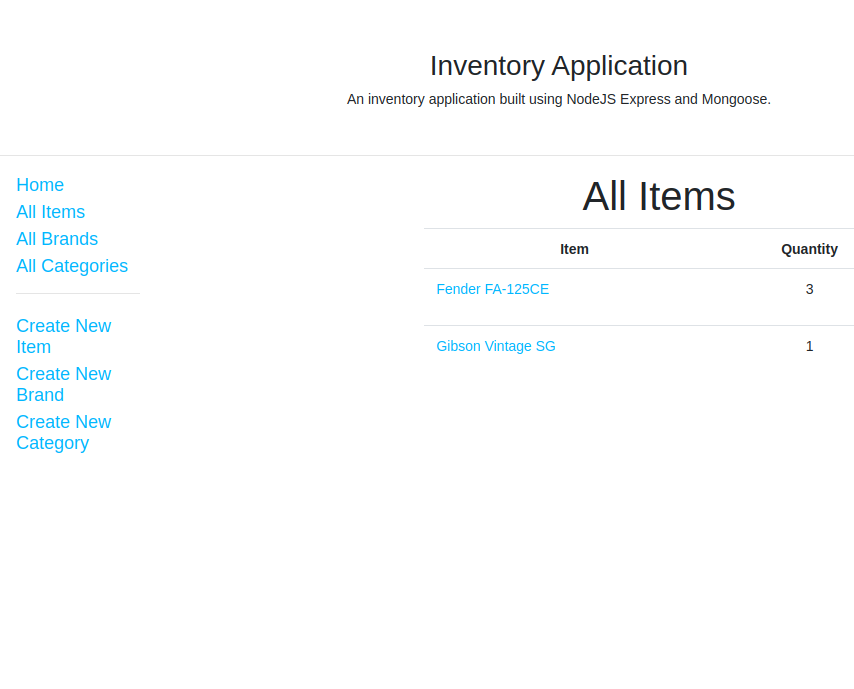 Inventory Application
An inventory application built using NodeJS Express and Mongoose.
Home
All Items
All Brands
All Categories
Create New
Item
Create New
Brand
Create New
Category
All Items
Item Quantity
Fender FA-125CE 3
Gibson Vintage SG 1